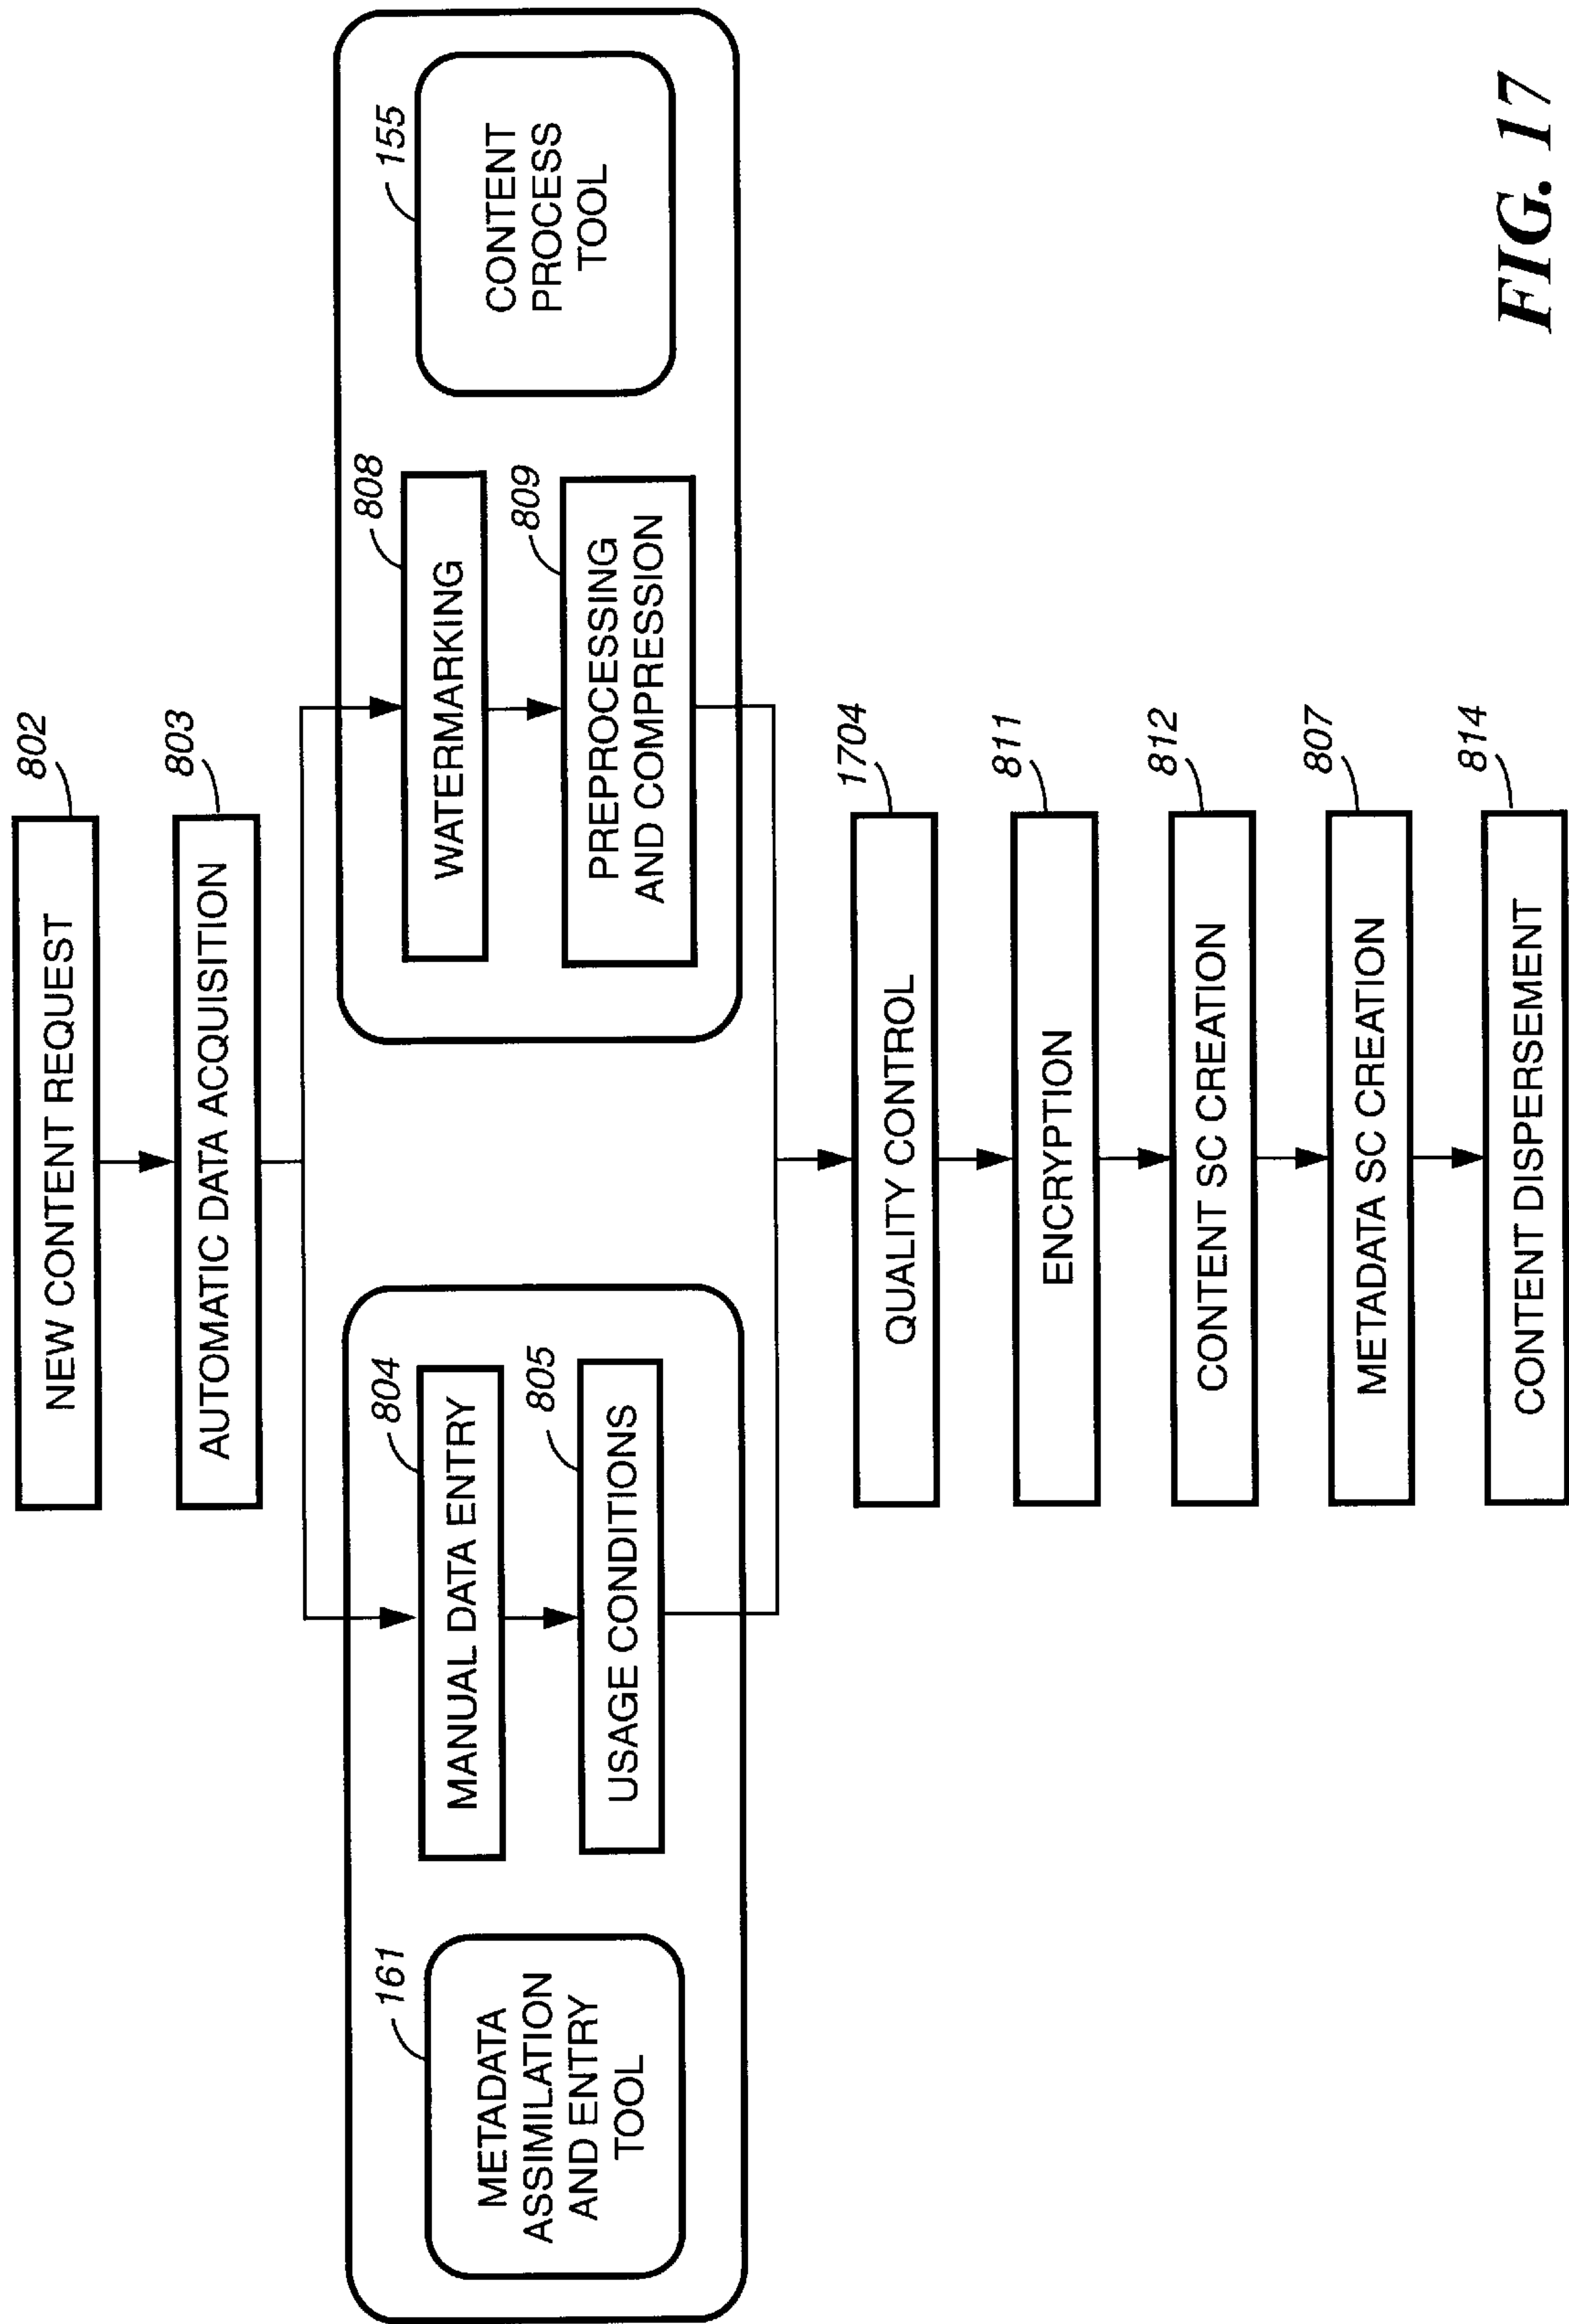 802
NEW CONTENT REQUEST
803
AUTOMATIC DATA ACQUISITION
161
METADATA
ASSIMILATION
AND ENTRY
TOOL
804
MANUAL DATA ENTRY
805
USAGE CONDITIONS
808
WATERMARKING
809
PREPROCESSING
AND COMPRESSION
155
CONTENT
PROCESS
TOOL
1704
QUALITY CONTROL
811
ENCRYPTION
812
CONTENT SC CREATION
807
METADATA SC CREATION
814
CONTENT DISPERSEMENT
FIG. 17